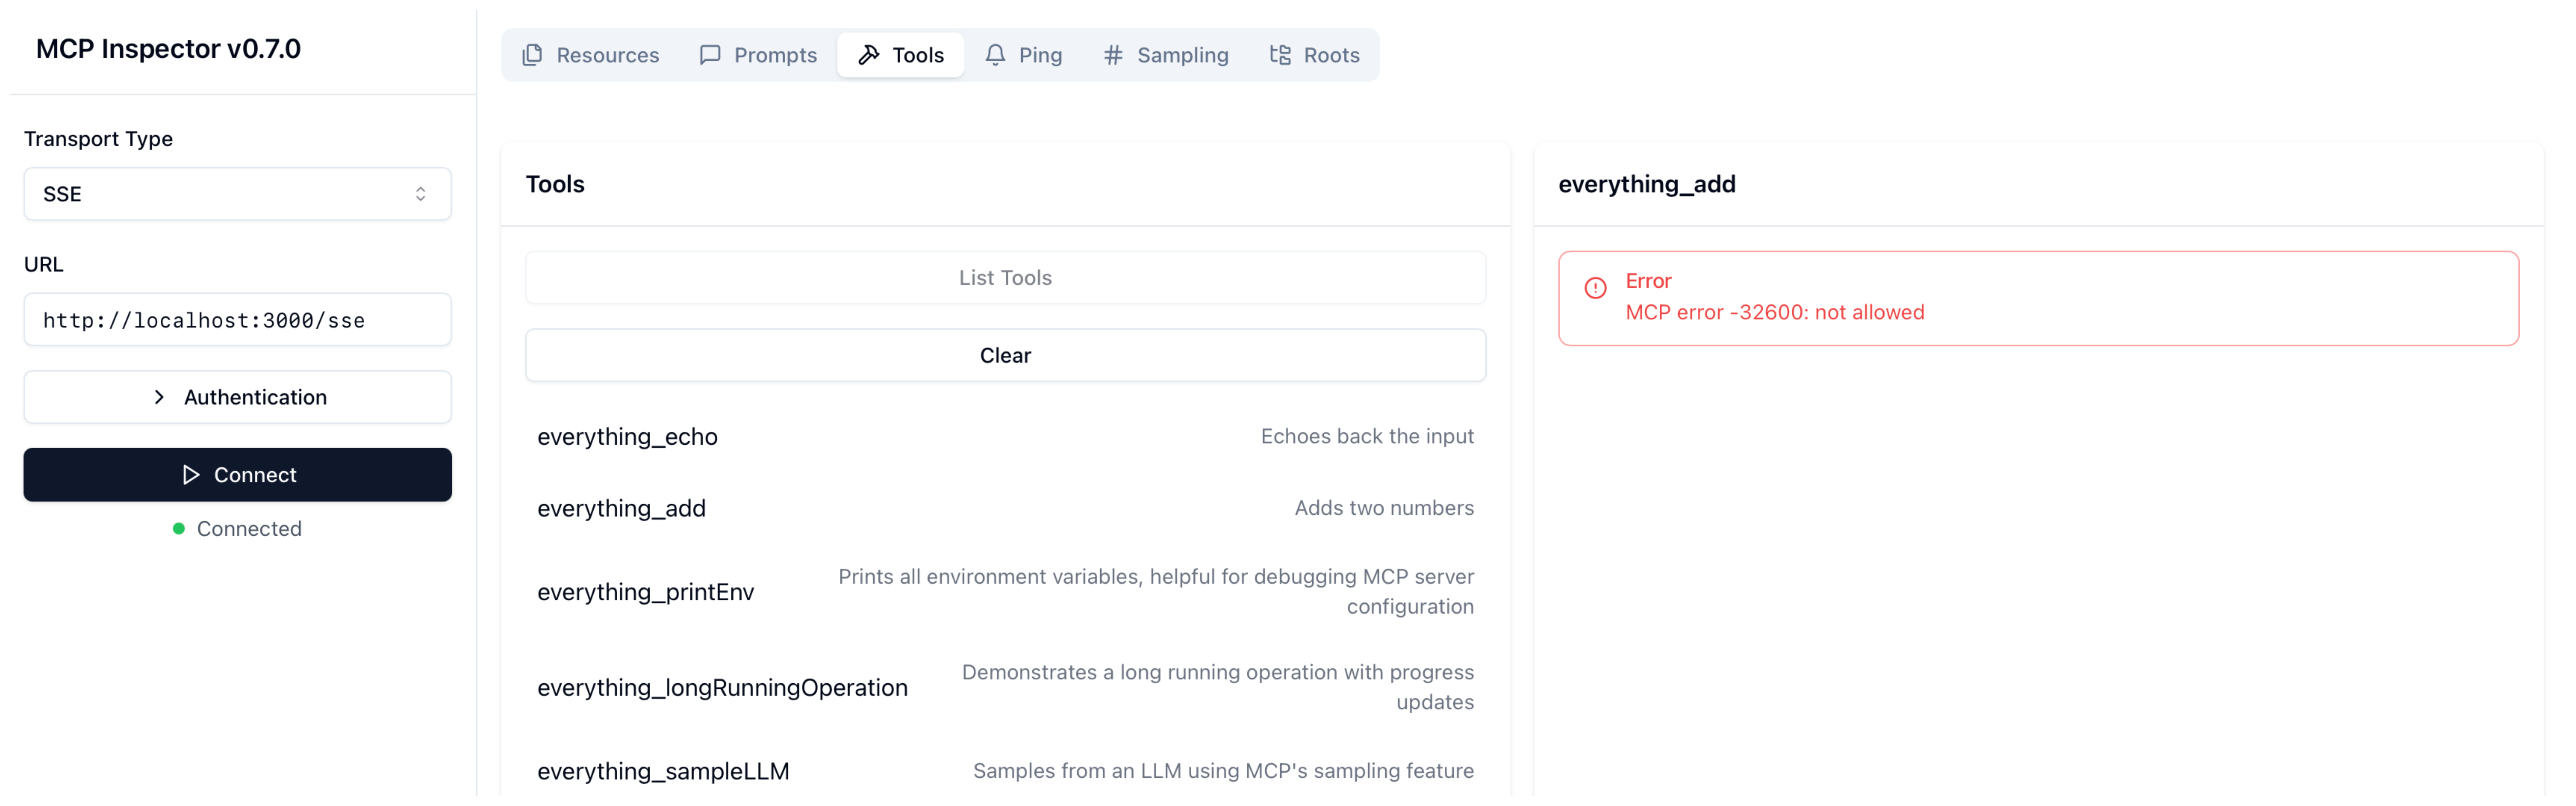 MCP Inspector v0.7.0
Transport Type
SSE
URL
http://localhost:3000/sse
Authentication
Connect
Connected
Resources
Prompts
Tools
Ping
Sampling
Roots
Tools
List Tools
Clear
everything_echo
Echoes back the input
everything_add
Adds two numbers
everything_printEnv
Prints all environment variables, helpful for debugging MCP server
configuration
everything_longRunningOperation
Demonstrates a long running operation with progress
updates
everything_sampleLLM
Samples from an LLM using MCP's sampling feature
everything_add
Error
MCP error -32600: not allowed